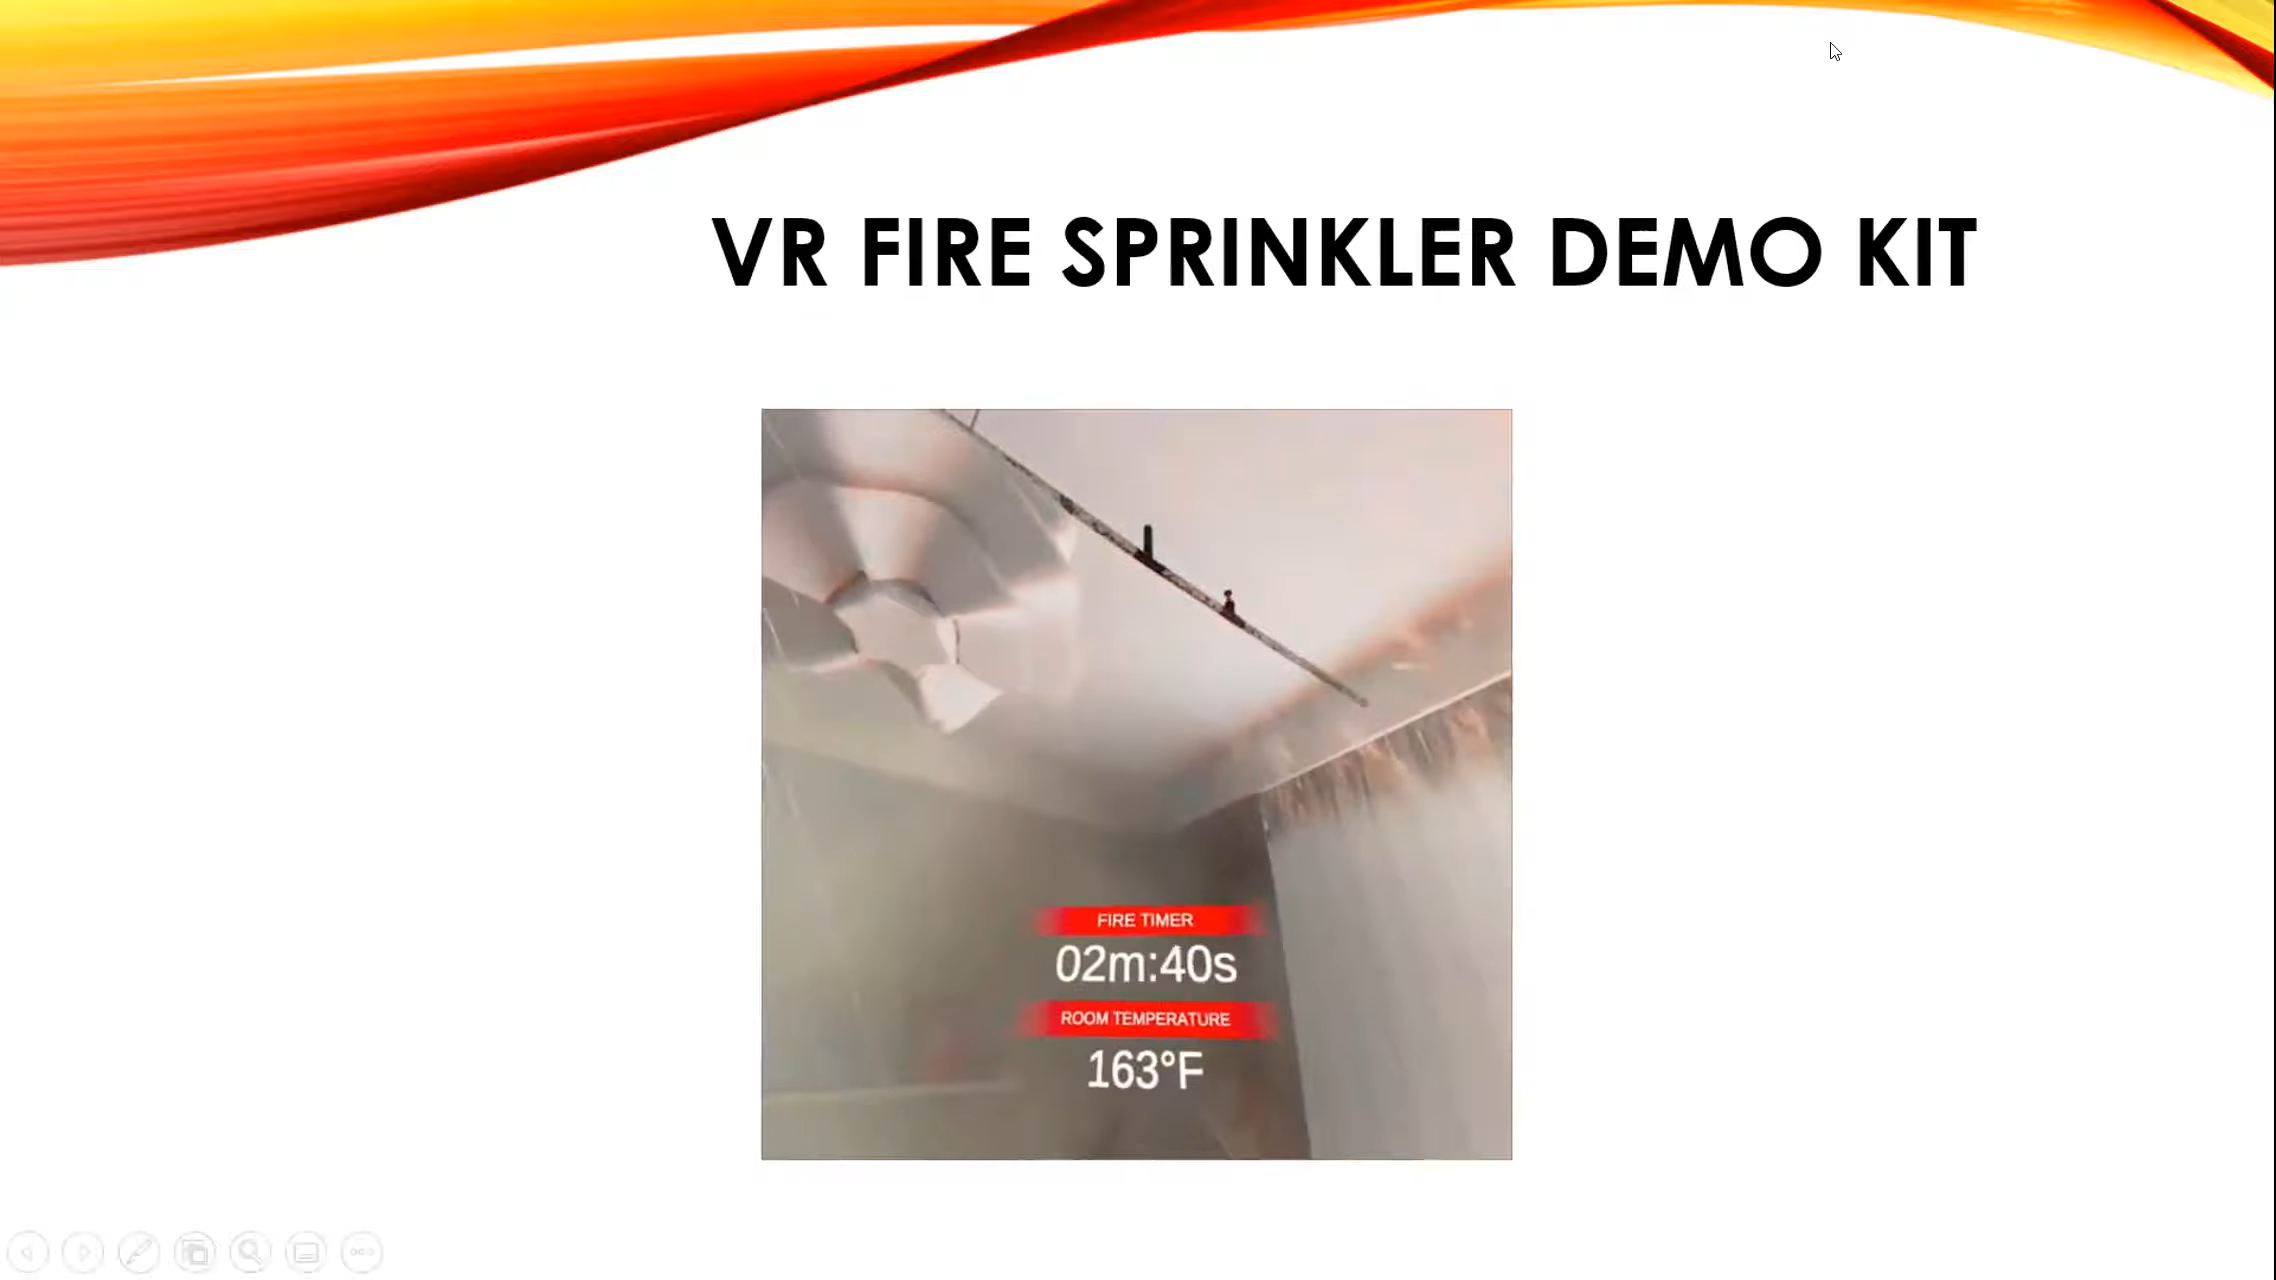 VR FIRE SPRINKLER DEMO KIT
FIRE TIMER
02m:40s
ROOM TEMPERATURE
163°F